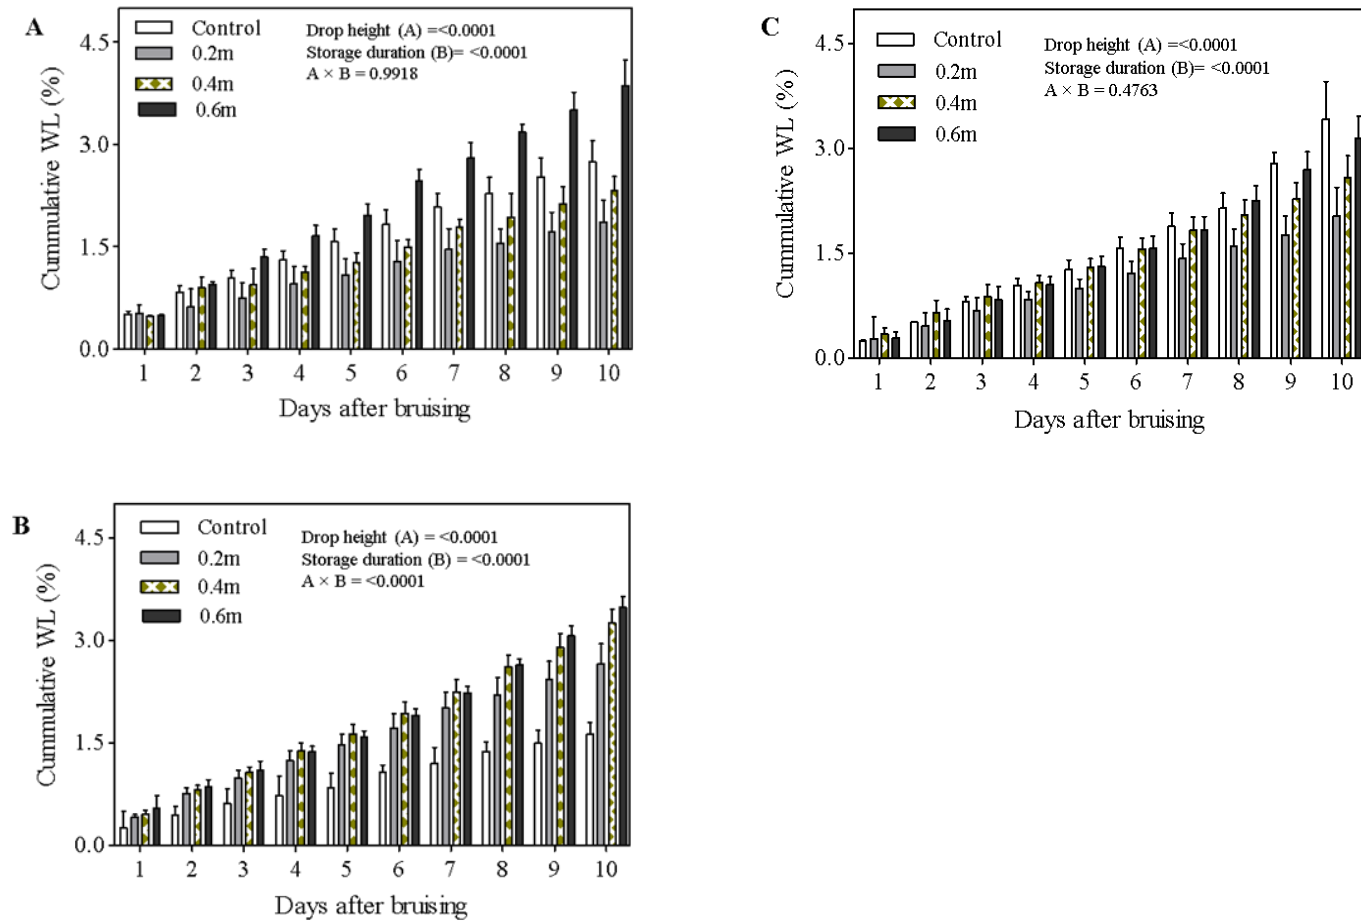 A
Control
0.2m
0.4m
0.6m
Drop height (A) =<0.0001
Storage duration (B)= <0.0001
A × B = 0.9918
Cummulative WL (%)
4.5
3.0
1.5
0.0
1 2 3 4 5 6 7 8 9 10
Days after bruising
C
Control
0.2m
0.4m
0.6m
Drop height (A) =<0.0001
Storage duration (B)= <0.0001
A × B = 0.4763
Cummulative WL (%)
4.5
3.0
1.5
0.0
1 2 3 4 5 6 7 8 9 10
Days after bruising
B
Control
0.2m
0.4m
0.6m
Drop height (A) = <0.0001
Storage duration (B) = <0.0001
A × B = <0.0001
Cummulative WL (%)
4.5
3.0
1.5
0.0
1 2 3 4 5 6 7 8 9 10
Days after bruising